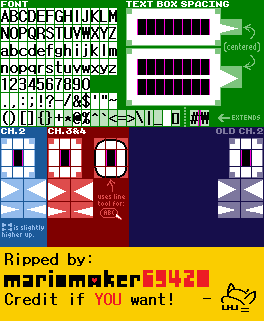 FONT
ABCDEFGHIJKLM
NOPQRSTUVWXYZ
abcdefghijklm
nopqrstuvwxyz
1234567890
.,:;!?-/&$!"~
()[]{}+*@%^<=>\|
#₩
TEXT BOX SPACING
(centered)
EXTENDS
CH.2
is slightly
higher up.
CH.3&4
uses line
tool for:
ABC
OLD CH.2
Ripped by:
mariomaker69420
Credit if YOU want! -